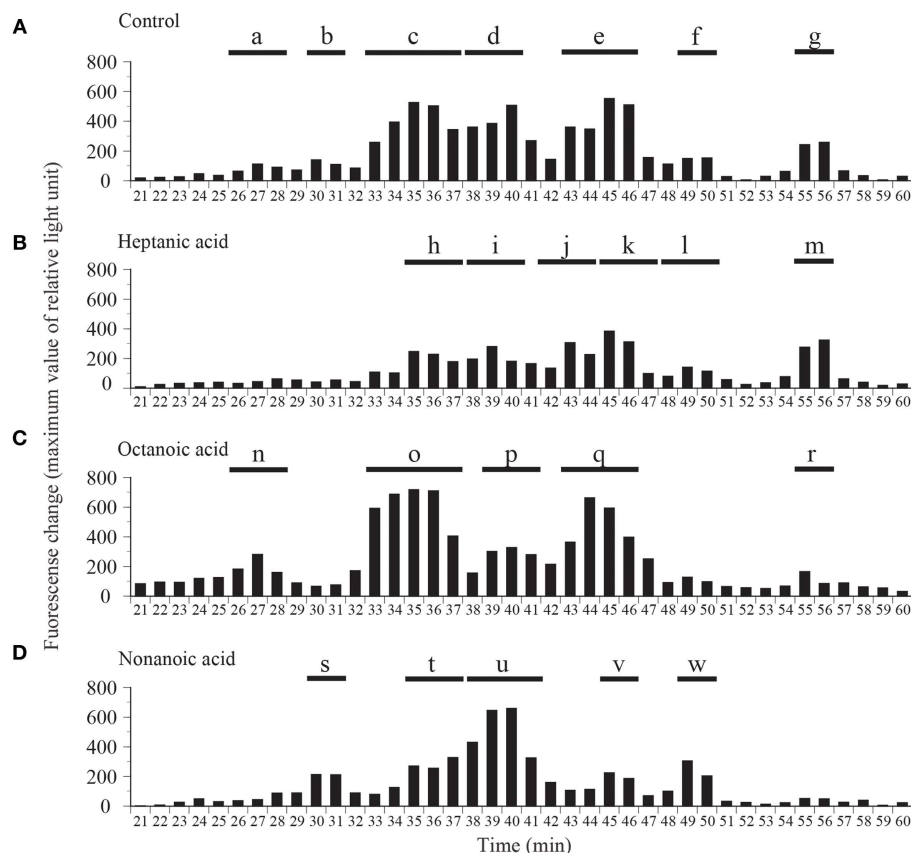 A
Control
a b c d e f g
800
600
400
200
0
21 22 23 24 25 26 27 28 29 30 31 32 33 34 35 36 37 38 39 40 41 42 43 44 45 46 47 48 49 50 51 52 53 54 55 56 57 58 59 60
B
Heptanic acid
h i j k l m
800
600
400
200
0
21 22 23 24 25 26 27 28 29 30 31 32 33 34 35 36 37 38 39 40 41 42 43 44 45 46 47 48 49 50 51 52 53 54 55 56 57 58 59 60
C
Octanoic acid
n o p q r
800
600
400
200
0
21 22 23 24 25 26 27 28 29 30 31 32 33 34 35 36 37 38 39 40 41 42 43 44 45 46 47 48 49 50 51 52 53 54 55 56 57 58 59 60
D
Nonanoic acid
s t u v w
800
600
400
200
0
21 22 23 24 25 26 27 28 29 30 31 32 33 34 35 36 37 38 39 40 41 42 43 44 45 46 47 48 49 50 51 52 53 54 55 56 57 58 59 60
Time (min)
Fuorescense change (maximum value of relative light unit)